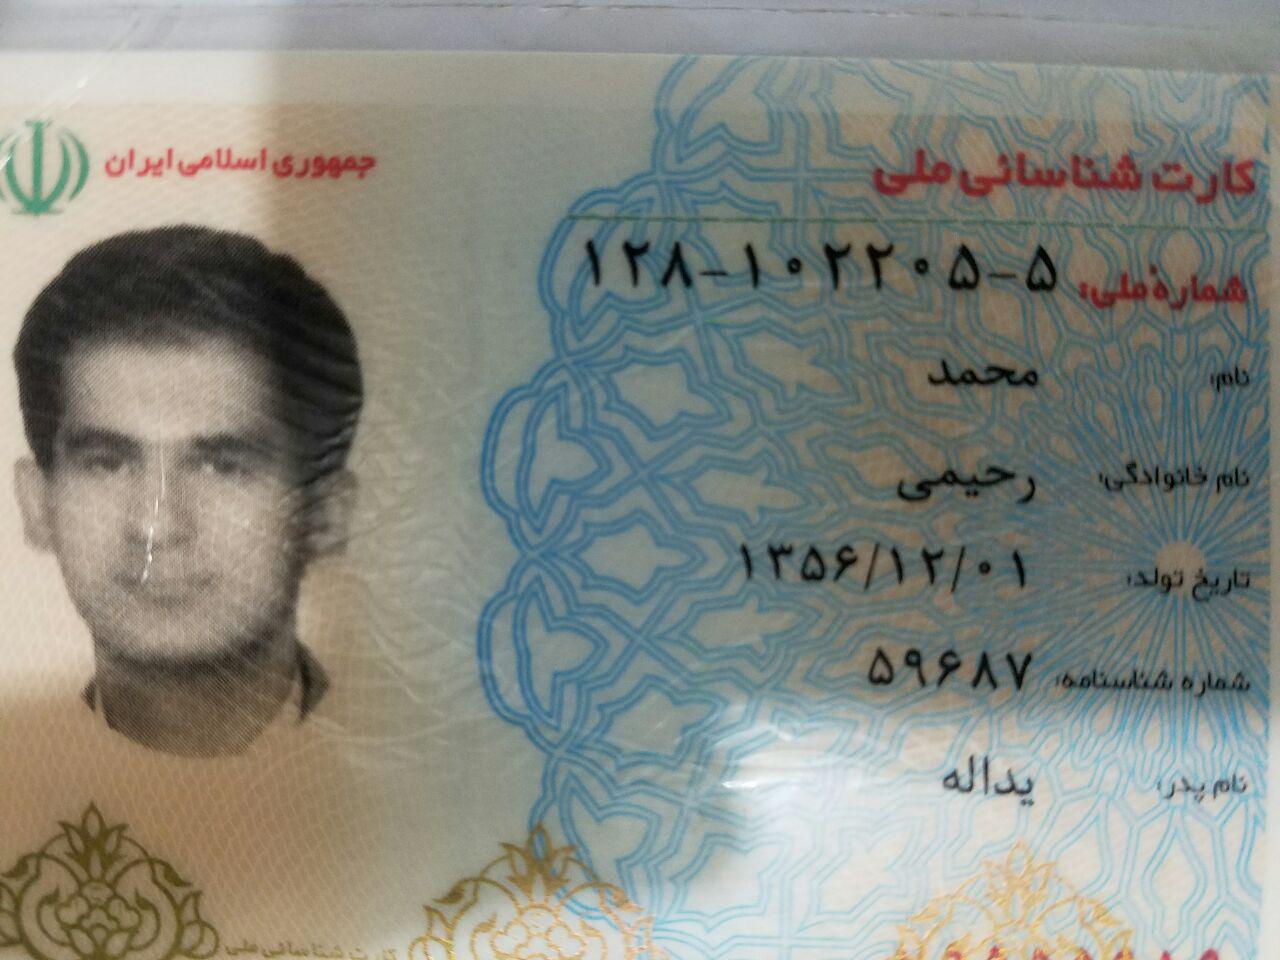 جمهوری اسلامی ایران
کارت شناسائی ملی
شمارهٔ ملی: ۱۲۸-۱۰۲۲۰۵-۵
نام: محمد
نام خانوادگی: رحیمی
تاریخ تولد: ۱۳۵۶/۱۲/۰۱
شماره شناسنامه: ۵۹۶۸۷
نام پدر: یداله
کارت شناسائی ملی